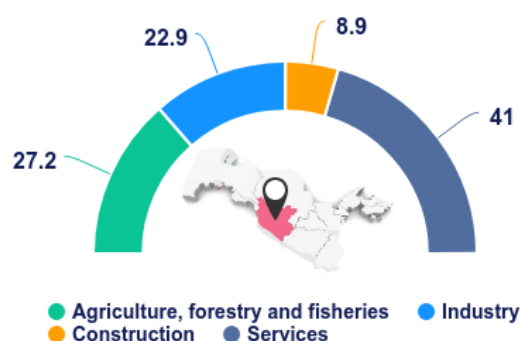 8.9
22.9
41
27.2
Agriculture, forestry and fisheries Industry
Construction Services